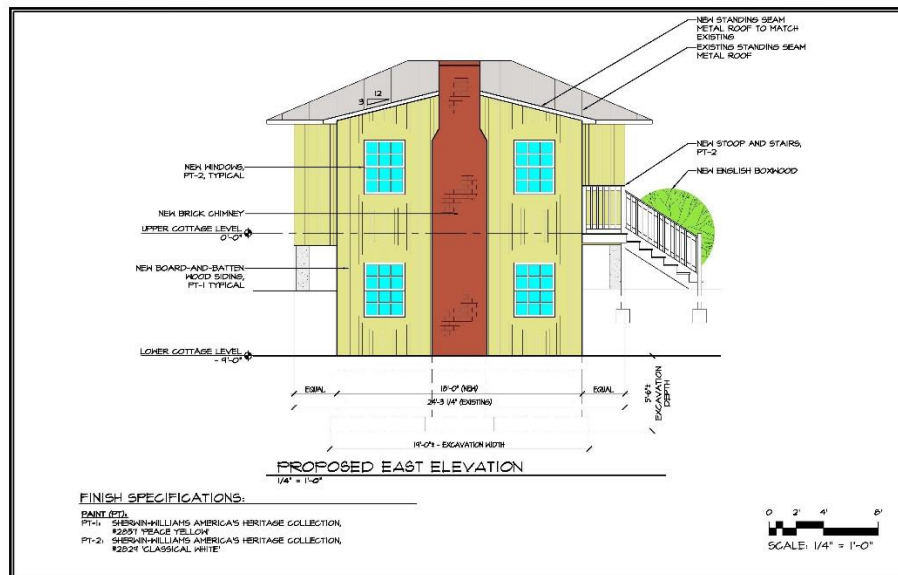 NEW STANDING SEAM
METAL ROOF TO MATCH
EXISTING
EXISTING STANDING SEAM
METAL ROOF
12
3
NEW STOOP AND STAIRS,
PT-2
NEW ENGLISH BOXWOOD
NEW WINDOWS,
PT-2, TYPICAL
NEW BRICK CHIMNEY
UPPER COTTAGE LEVEL
0'-0"
NEW BOARD-AND-BATTEN
WOOD SIDING,
PT-1 TYPICAL
LOWER COTTAGE LEVEL
- 9'-0"
EQUAL
18'-0" (NEW)
EQUAL
24'-3 1/4" (EXISTING)
5'-6"±
EXCAVATION
DEPTH
19'-0"± - EXCAVATION WIDTH
PROPOSED EAST ELEVATION
1/4" = 1'-0"
FINISH SPECIFICATIONS:
PAINT (PT):
PT-1: SHERWIN-WILLIAMS AMERICA'S HERITAGE COLLECTION,
#2857 'PEACE YELLOW'
PT-2: SHERWIN-WILLIAMS AMERICA'S HERITAGE COLLECTION,
#2829 'CLASSICAL WHITE'
0 2' 4' 8'
SCALE: 1/4" = 1'-0"